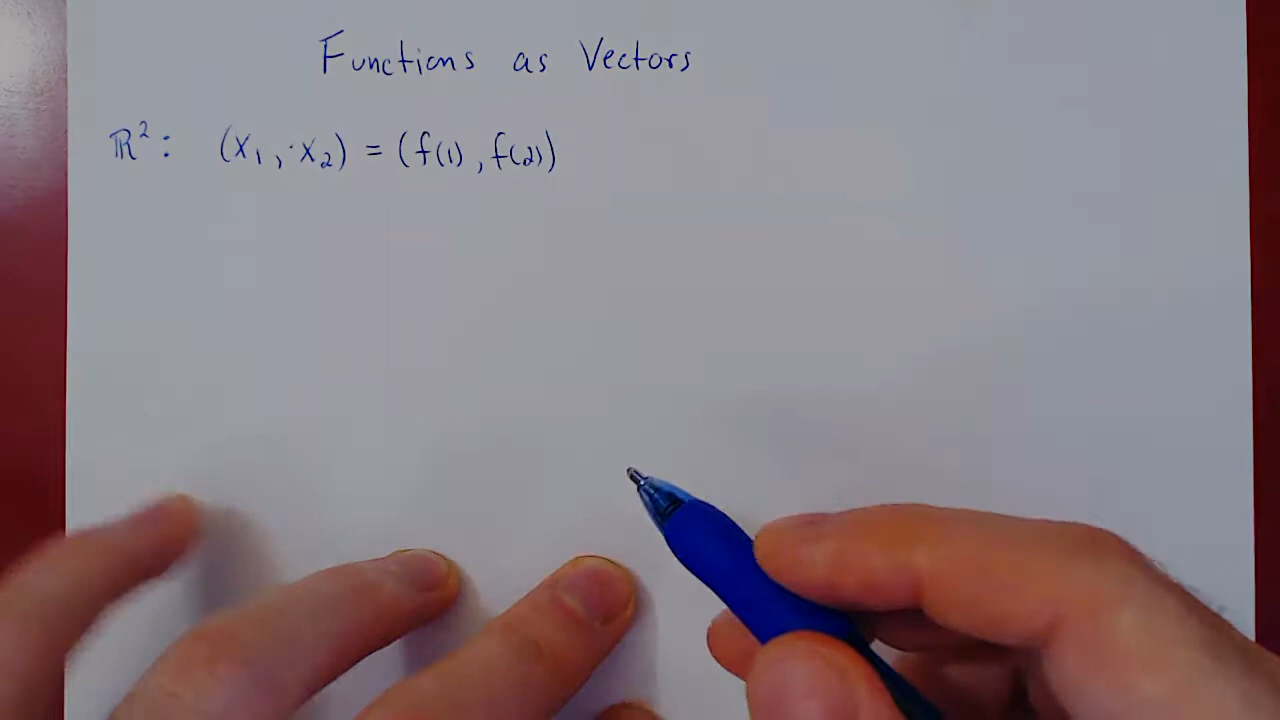 Functions as Vectors
ℝ²: (x₁, x₂) = (f(1), f(2))